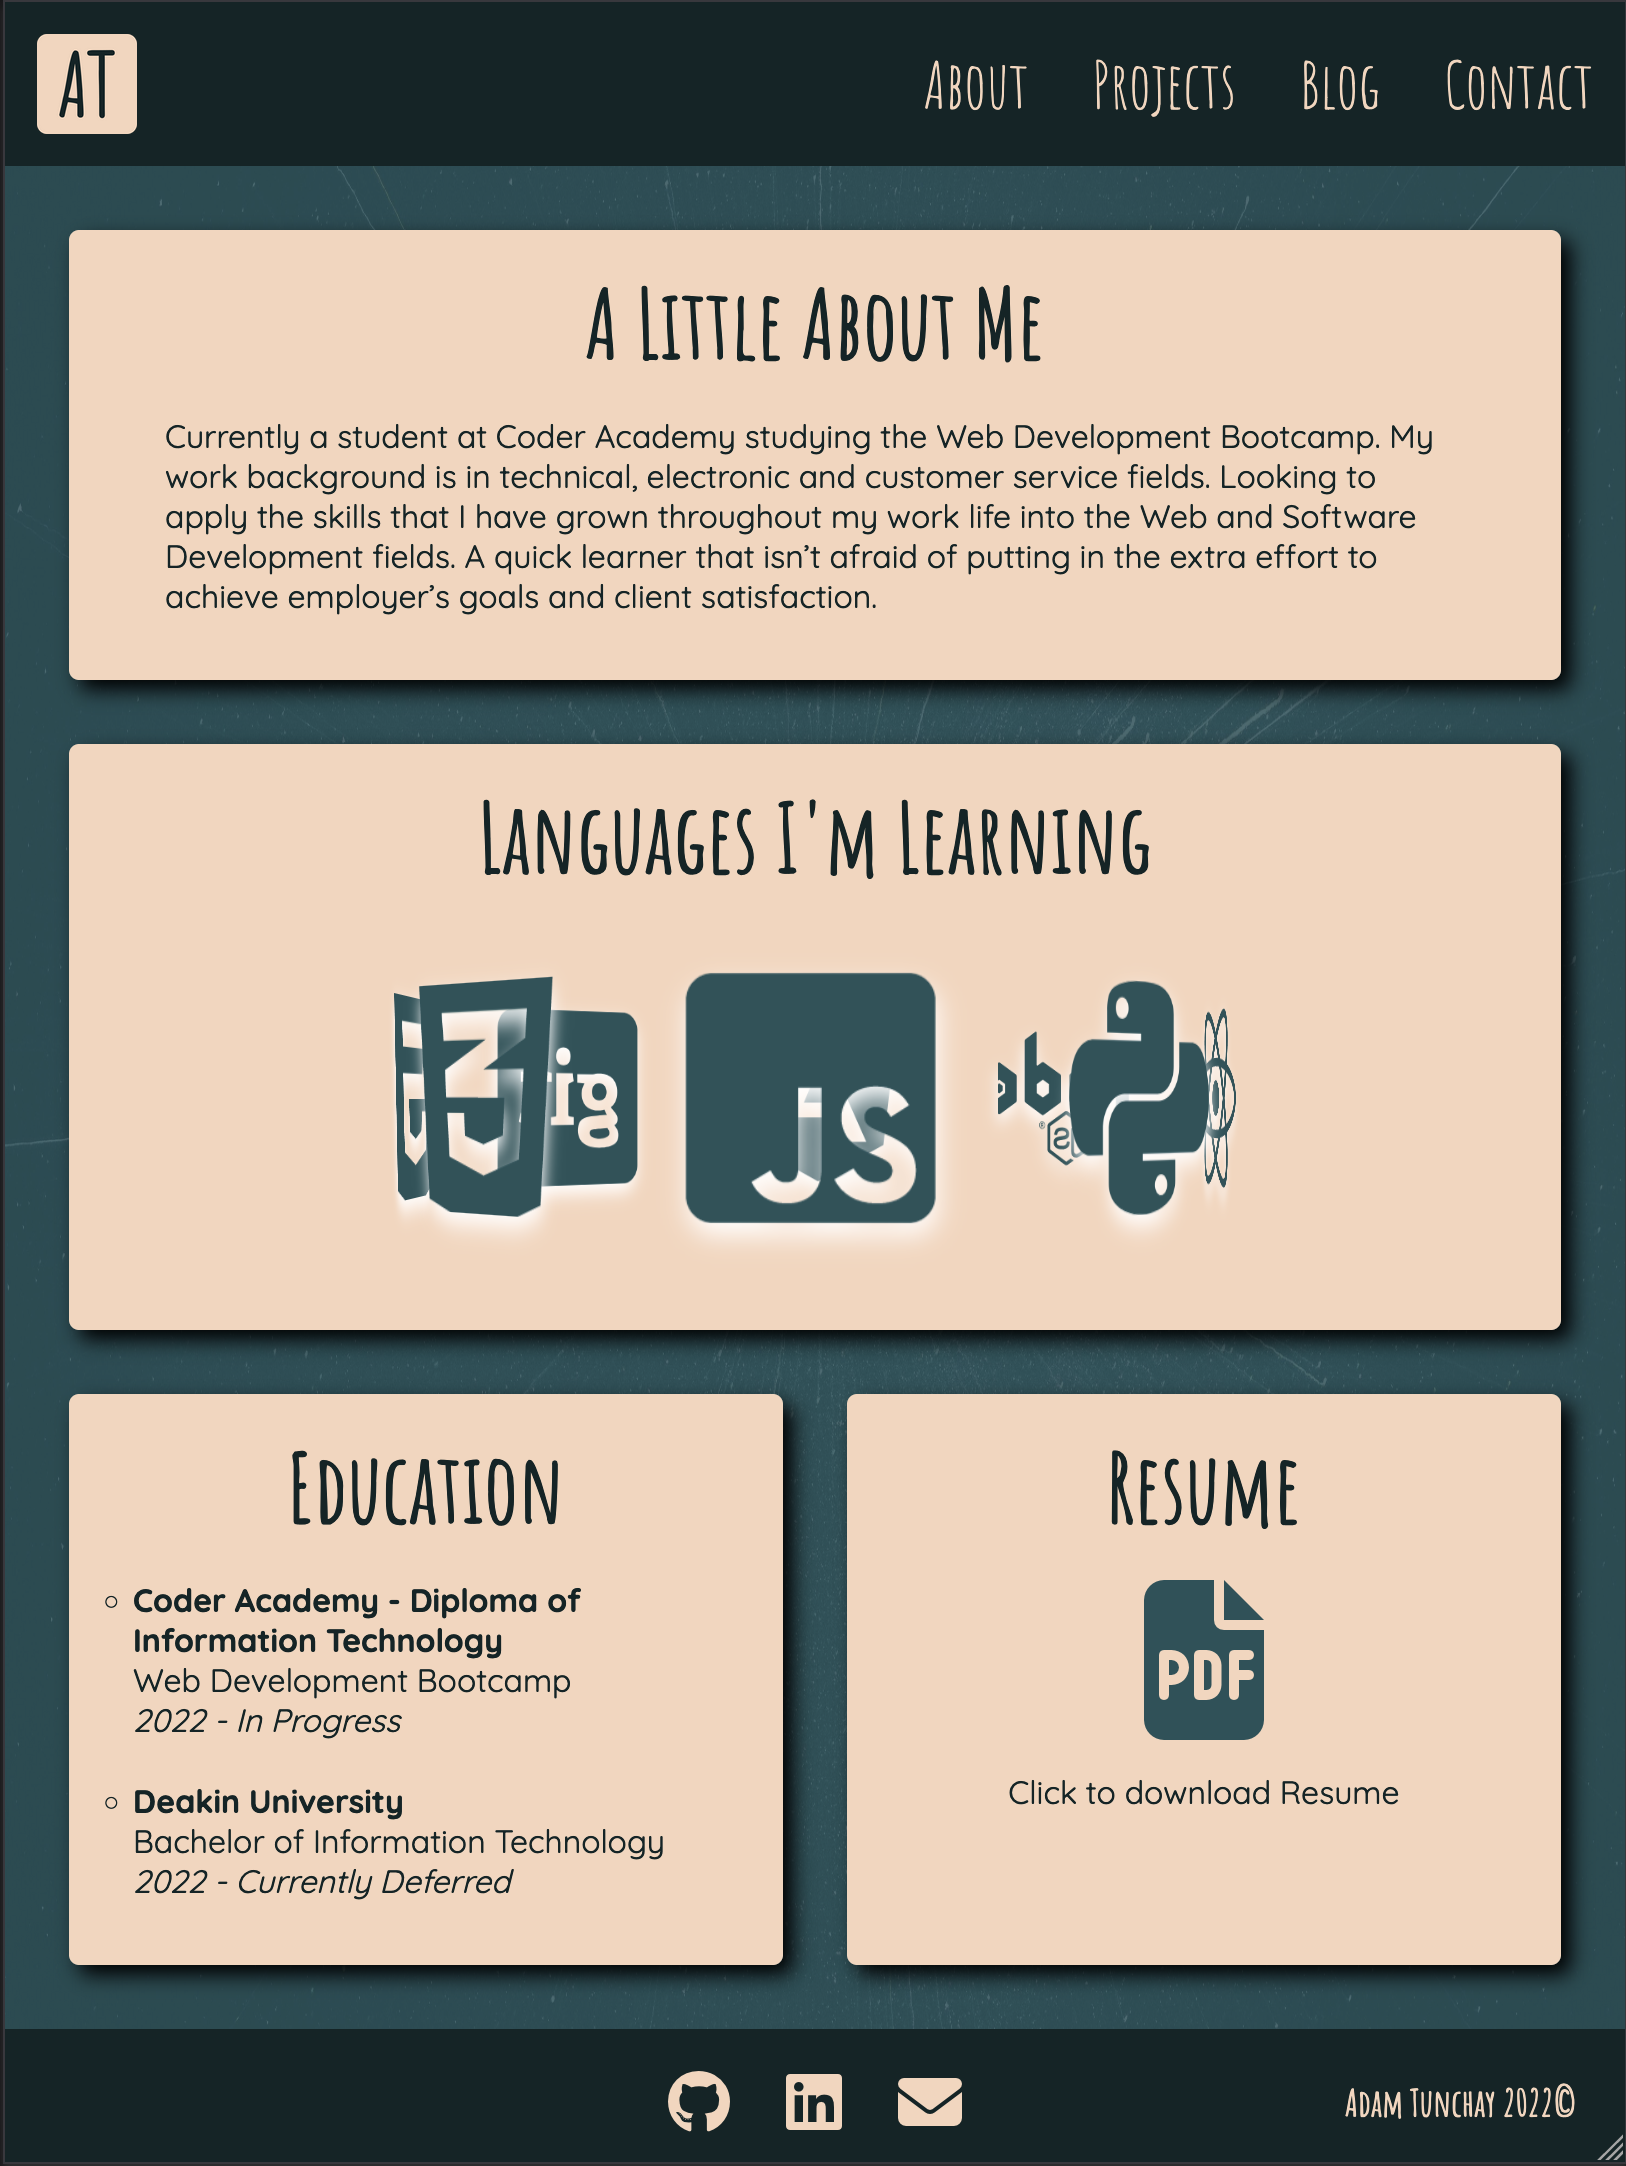 AT
About
Projects
Blog
Contact
A Little About Me
Currently a student at Coder Academy studying the Web Development Bootcamp. My
work background is in technical, electronic and customer service fields. Looking to
apply the skills that I have grown throughout my work life into the Web and Software
Development fields. A quick learner that isn’t afraid of putting in the extra effort to
achieve employer’s goals and client satisfaction.
Languages I'm Learning
JS
Education
Resume
◦ Coder Academy - Diploma of
Information Technology
Web Development Bootcamp
2022 - In Progress
◦ Deakin University
Bachelor of Information Technology
2022 - Currently Deferred
PDF
Click to download Resume
in
Adam Tunchay 2022©